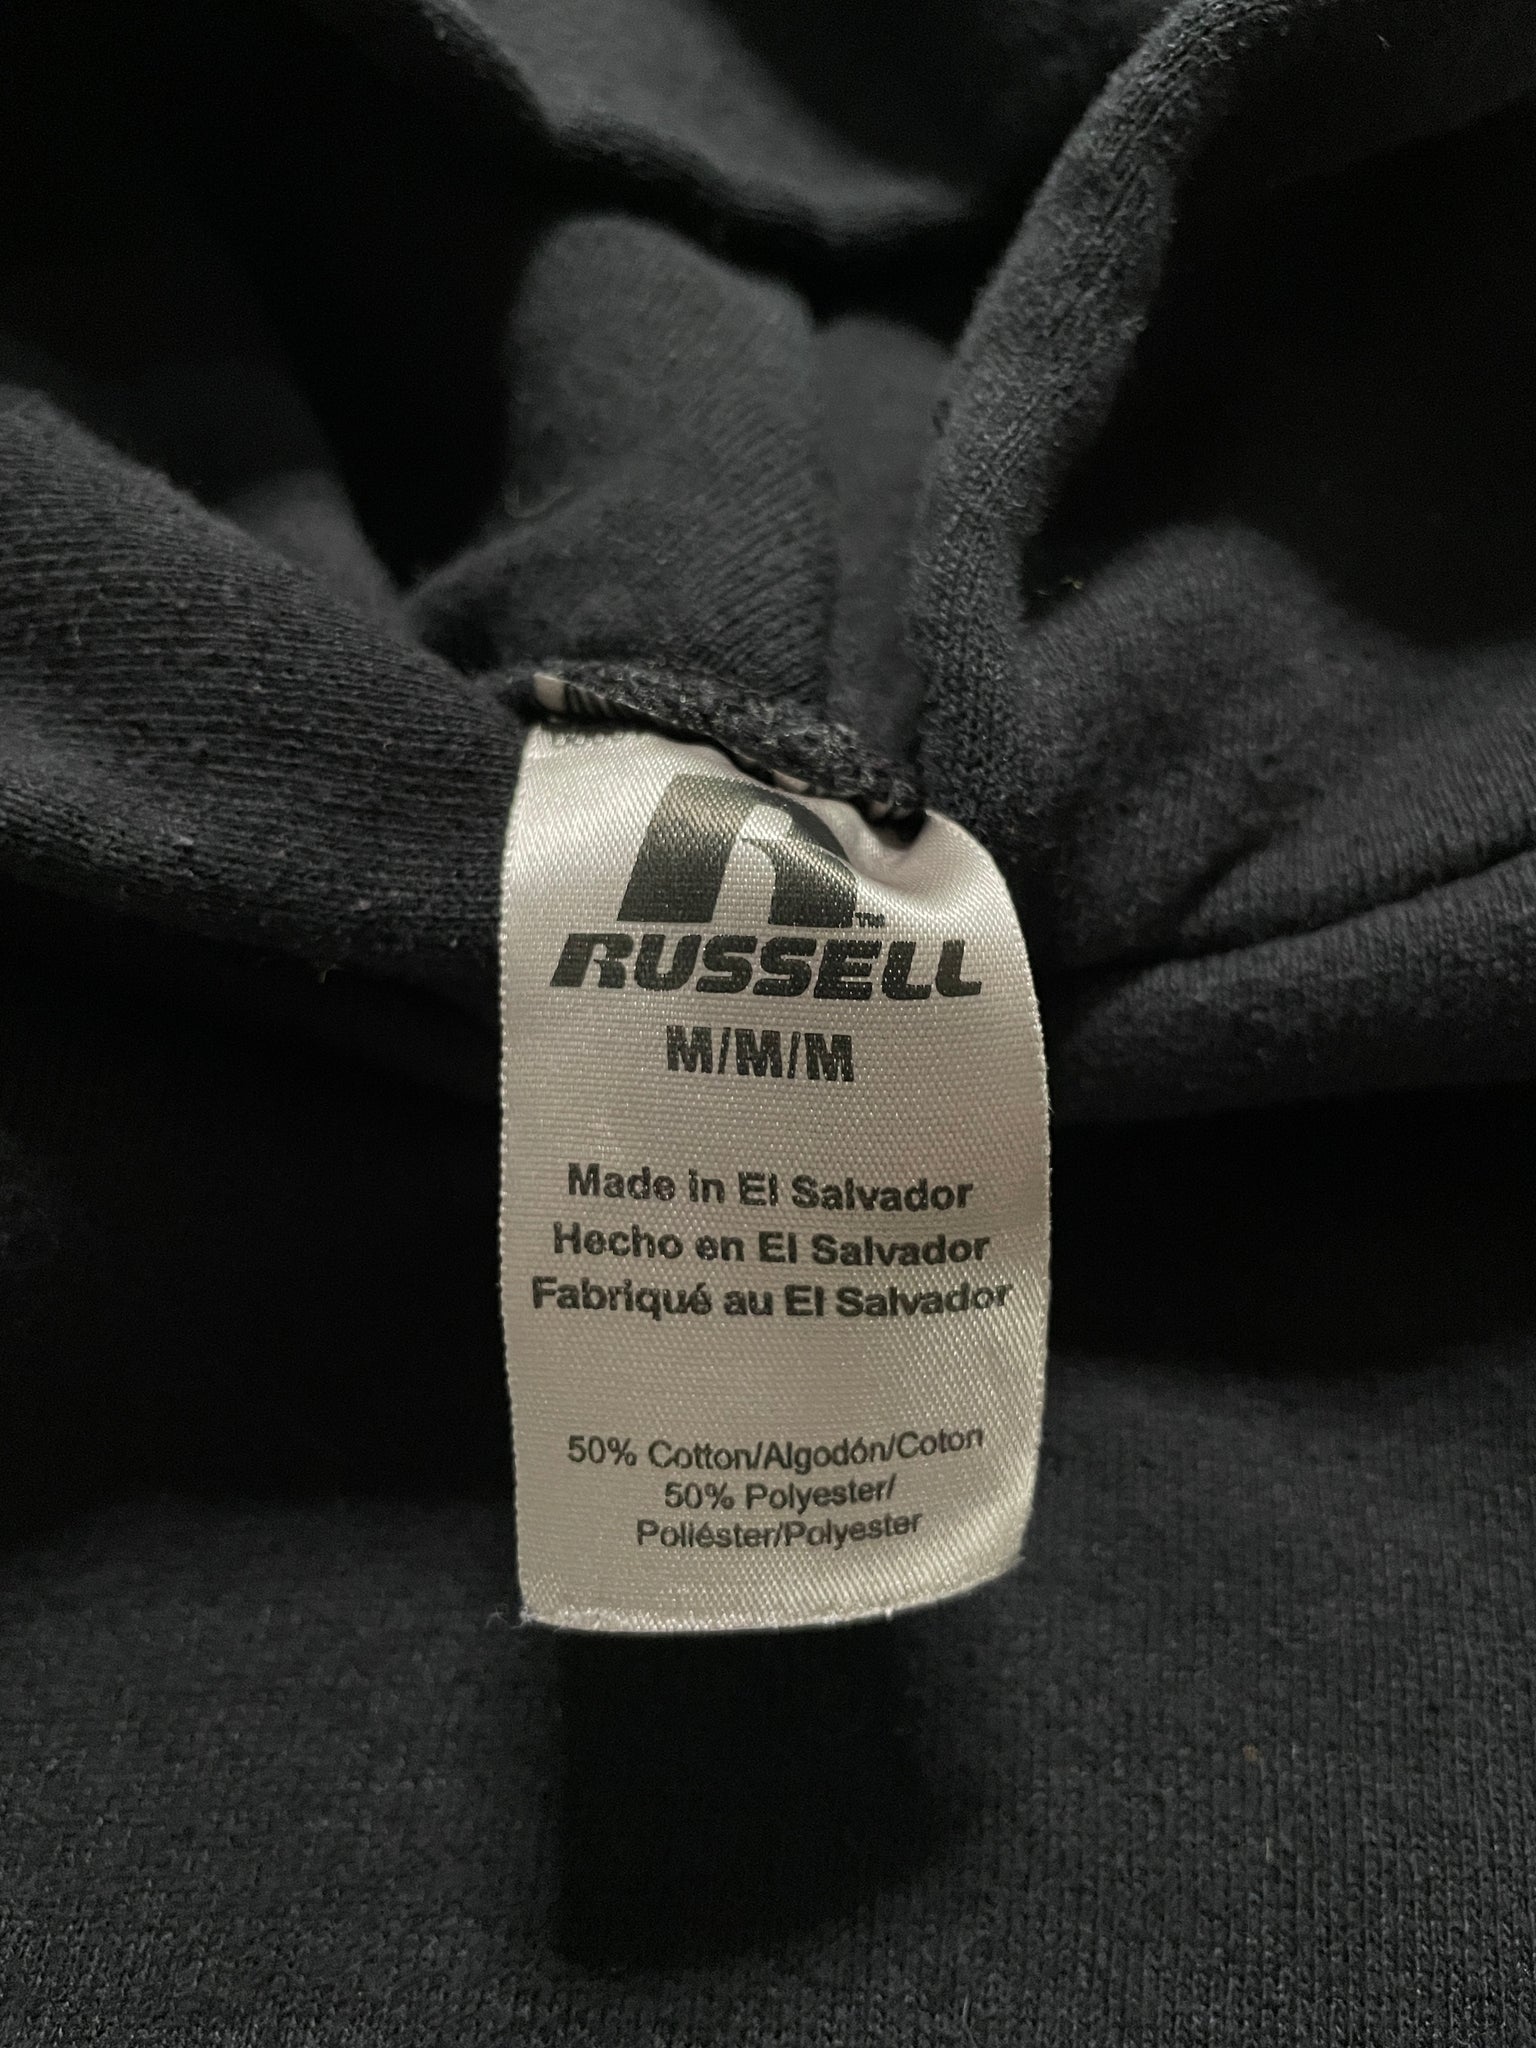 R™
RUSSELL
M/M/M
Made in El Salvador
Hecho en El Salvador
Fabriqué au El Salvador
50% Cotton/Algodón/Coton
50% Polyester/
Poliéster/Polyester